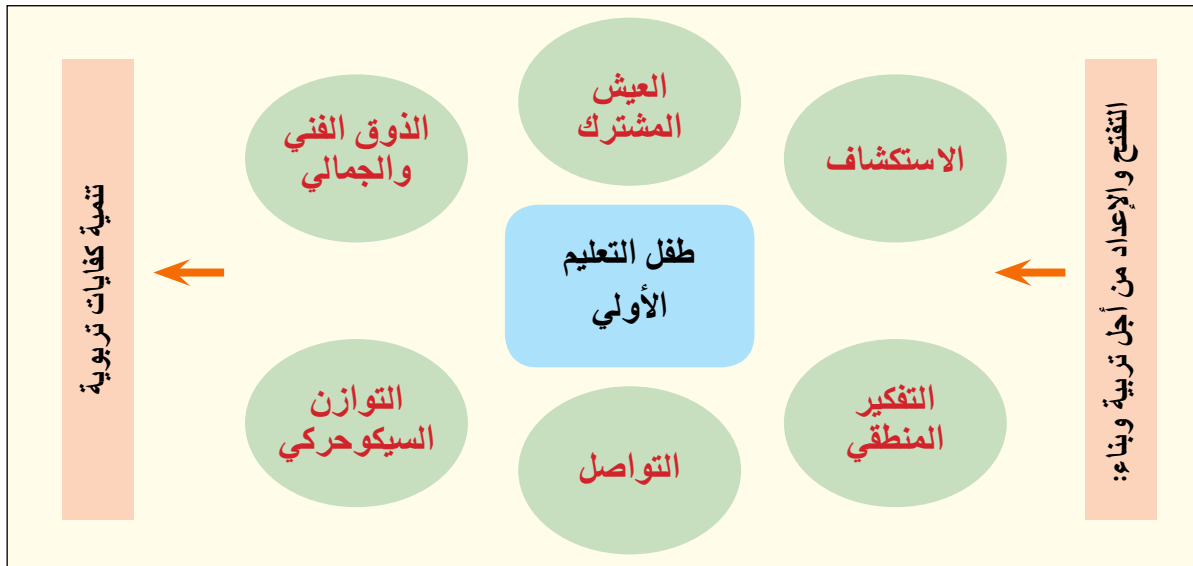 التفتح والإعداد من أجل تربية وبناء:
الاستكشاف
العيش
المشترك
الذوق الفني
والجمالي
طفل التعليم
الأولي
التفكير
المنطقي
التواصل
التوازن
السيكوحركي
تنمية كفايات تربوية